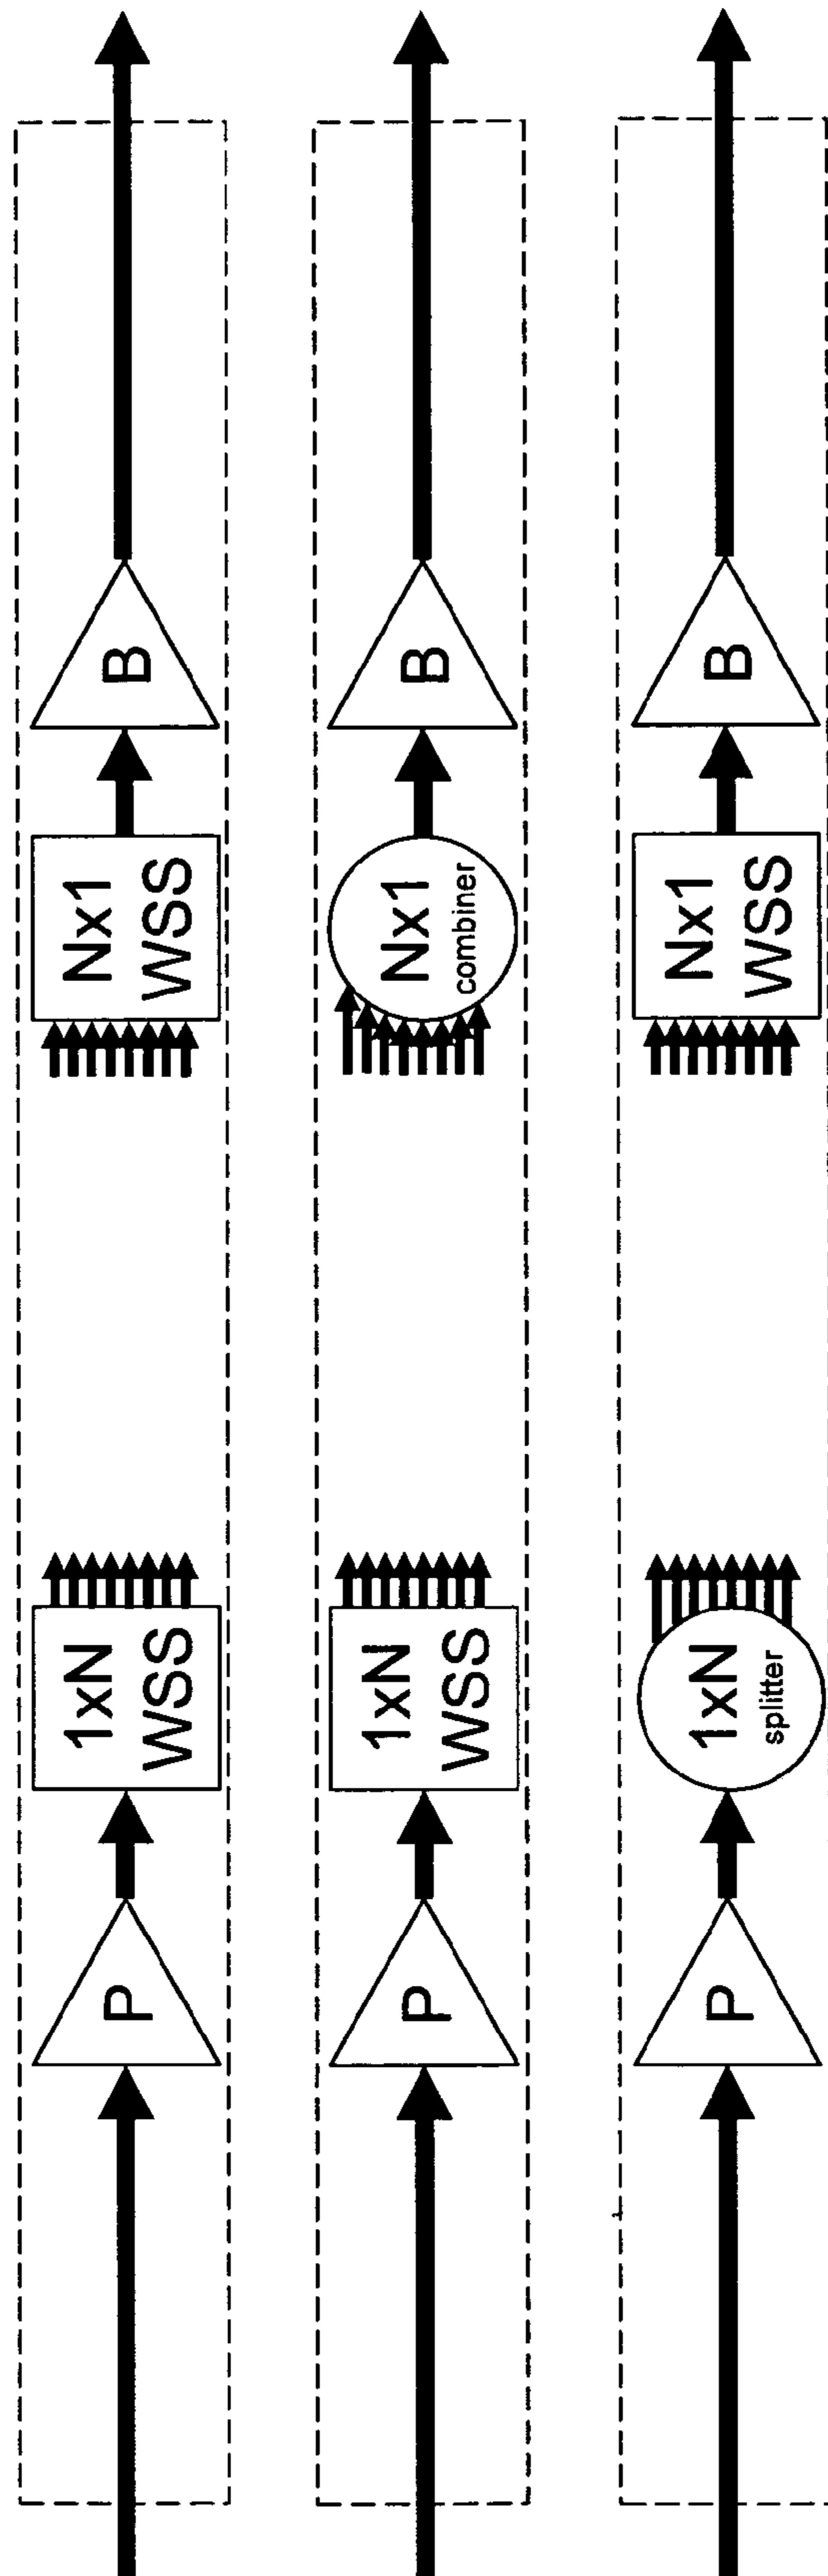 P
1xN
WSS
Nx1
WSS
B
P
1xN
WSS
Nx1
combiner
B
P
1xN
splitter
Nx1
WSS
B